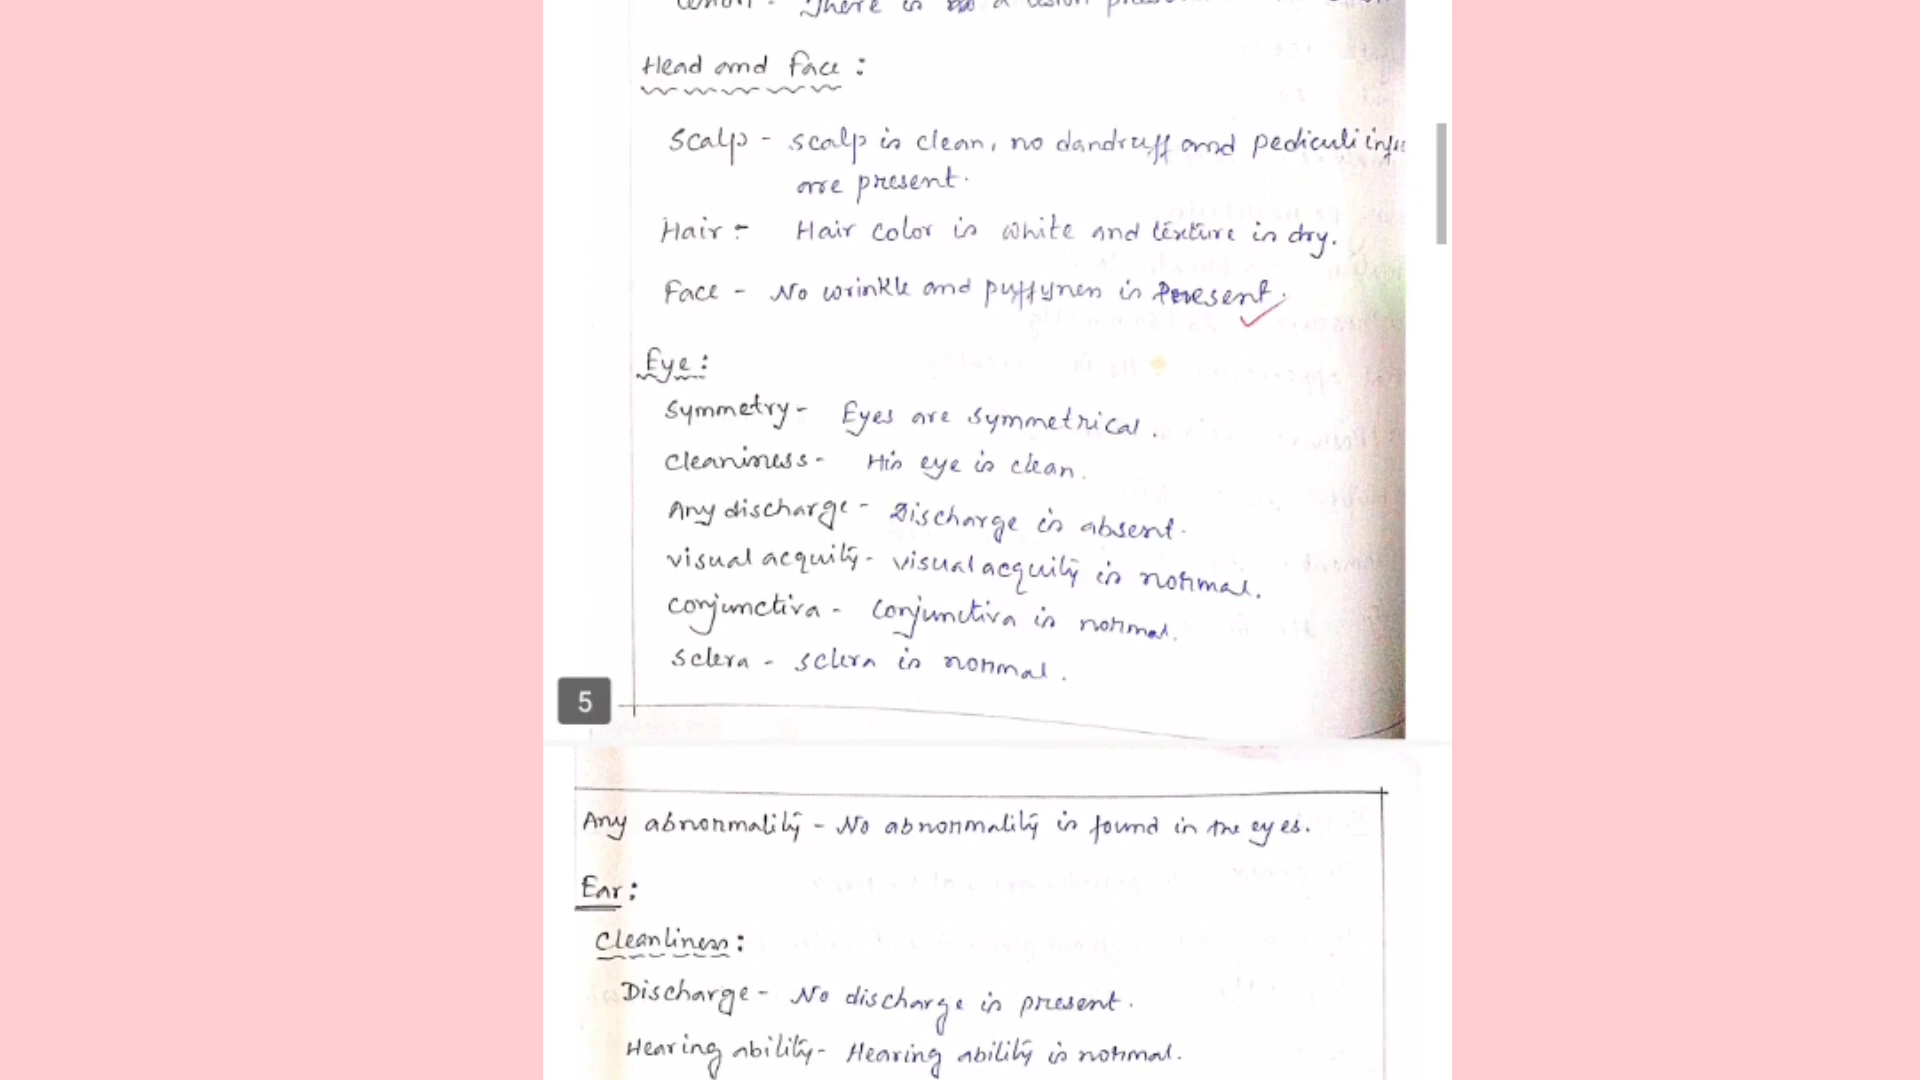 There is a lesion
Head and face :
Scalp - scalp is clean, no dandruff and pediculi
are present.
Hair - Hair color is white and texture is dry.
Face - No wrinkle and puffyness is present.
Eye :
Symmetry - Eyes are symmetrical.
Cleaniness - His eye is clean.
Any discharge - Discharge is absent.
visual acquity - visual acquity is normal.
conjunctiva - conjunctiva is normal.
Sclera - sclera is normal.
5
Any abnormality - No abnormality is found in the eyes.
Ear :
Cleanliness :
Discharge - No discharge is present.
Hearing ability - Hearing ability is normal.